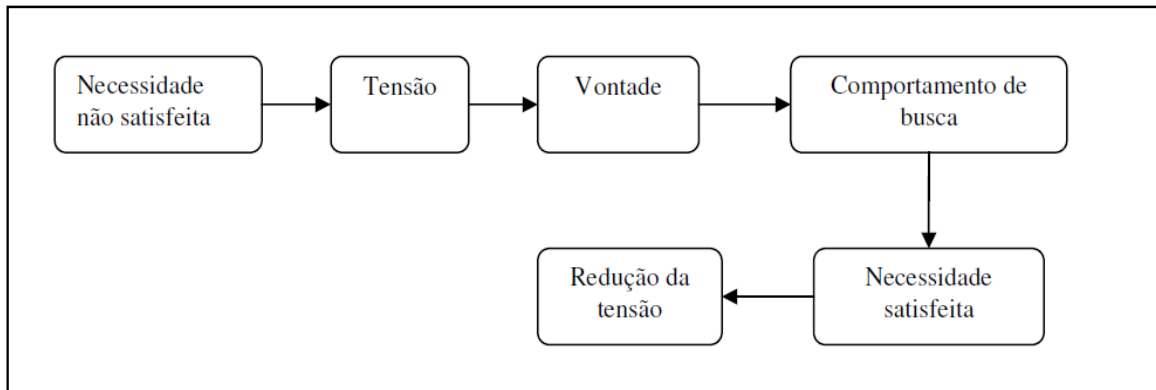 Necessidade
não satisfeita
Tensão
Vontade
Comportamento de
busca
Necessidade
satisfeita
Redução da
tensão